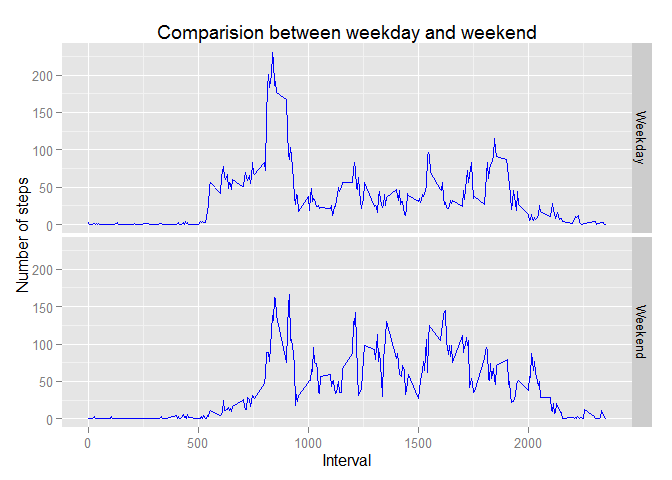 Comparision between weekday and weekend
Number of steps
200
150
100
50
0
Weekday
200
150
100
50
0
Weekend
0 500 1000 1500 2000
Interval